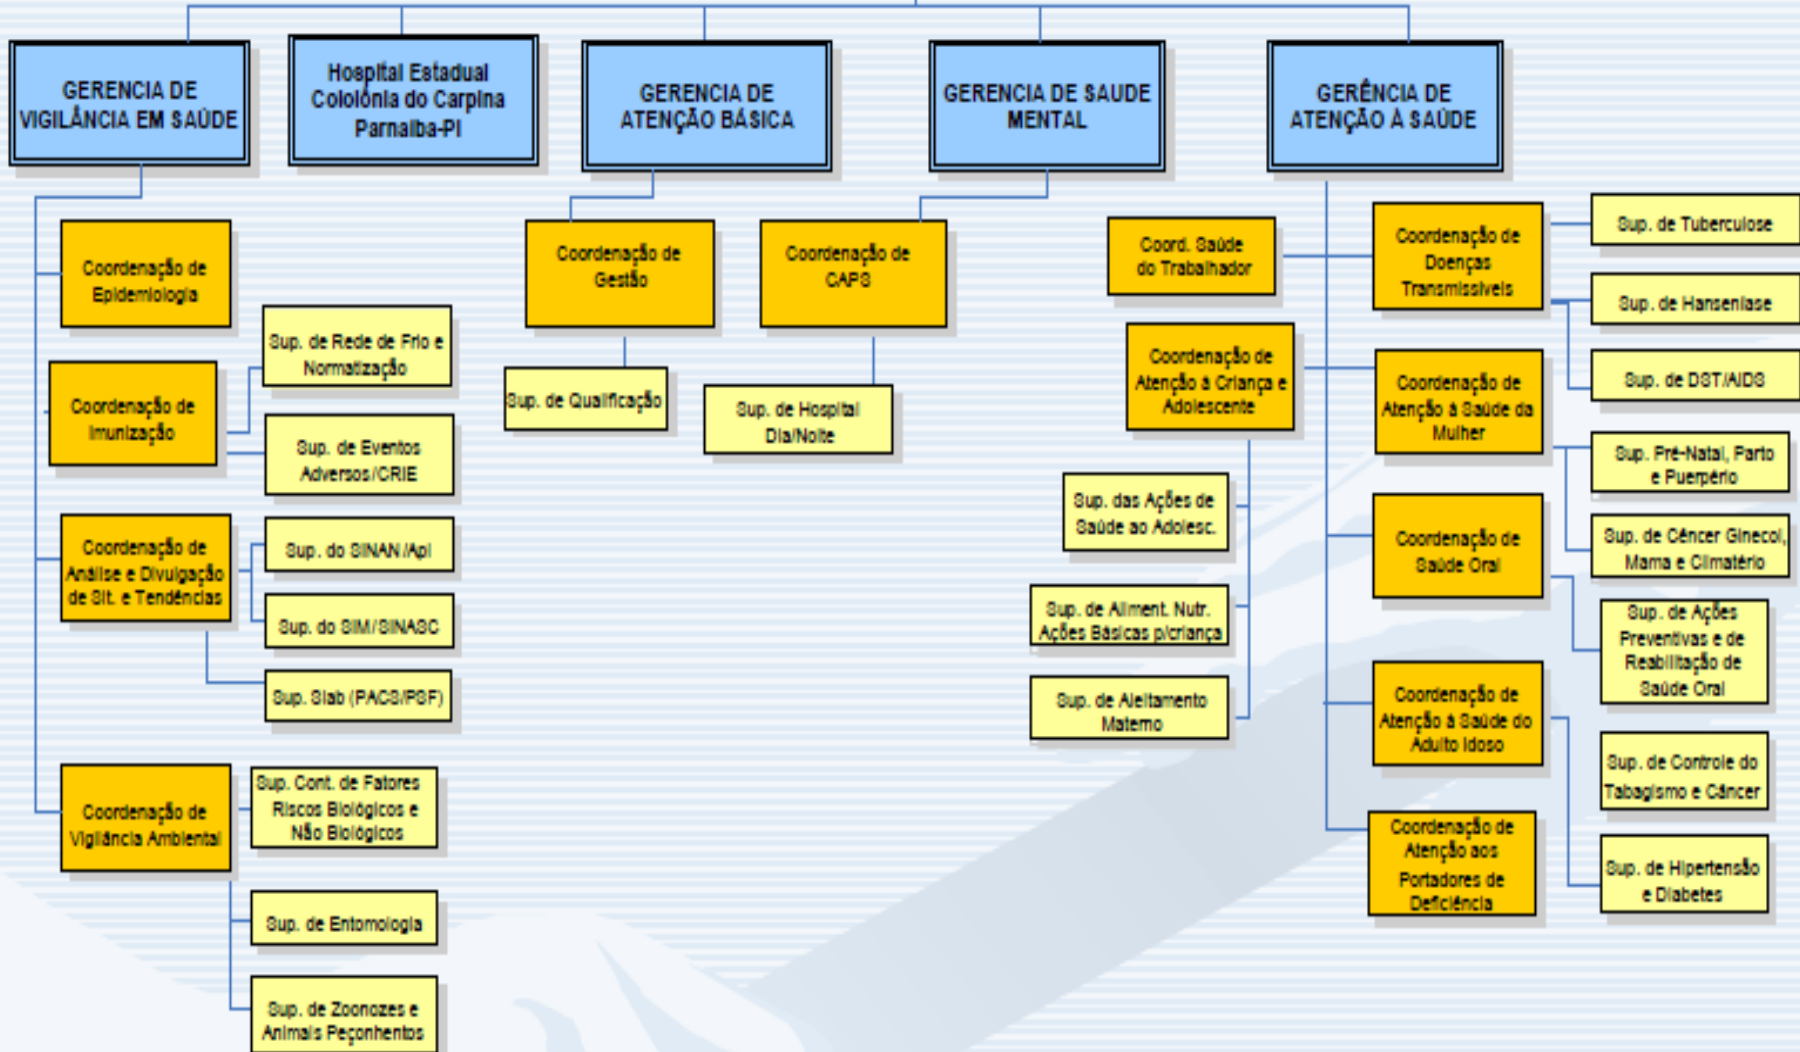 GERENCIA DE
VIGILÂNCIA EM SAÚDE
Hospital Estadual
Cololônia do Carpina
Parnaiba-PI
GERENCIA DE
ATENÇÃO BÁSICA
GERENCIA DE SAUDE
MENTAL
GERÊNCIA DE
ATENÇÃO À SAÚDE
Coordenação de
Epidemiologia
Coordenação de
Imunização
Sup. de Rede de Frio e
Normatização
Sup. de Eventos
Adversos/CRIE
Coordenação de
Análise e Divulgação
de Sit. e Tendências
Sup. do SINAN /Api
Sup. do SIM/SINASC
Sup. Siab (PACS/PSF)
Coordenação de
Vigilância Ambiental
Sup. Cont. de Fatores
Riscos Biológicos e
Não Biológicos
Sup. de Entomologia
Sup. de Zoonozes e
Animais Peçonhentos
Coordenação de
Gestão
Sup. de Qualificação
Coordenação de
CAPS
Sup. de Hospital
Dia/Noite
Coord. Saúde
do Trabalhador
Coordenação de
Atenção à Criança e
Adolescente
Sup. das Ações de
Saúde ao Adolesc.
Sup. de Aliment. Nutr.
Ações Básicas p/criança
Sup. de Aleitamento
Materno
Coordenação de
Doenças
Transmissíveis
Sup. de Tuberculose
Sup. de Hanseníase
Sup. de DST/AIDS
Coordenação de
Atenção à Saúde da
Mulher
Sup. Pré-Natal, Parto
e Puerpério
Sup. de Câncer Ginecol,
Mama e Climatério
Coordenação de
Saúde Oral
Sup. de Ações
Preventivas e de
Reabilitação de
Saúde Oral
Coordenação de
Atenção à Saúde do
Adulto Idoso
Sup. de Controle do
Tabagismo e Câncer
Sup. de Hipertensão
e Diabetes
Coordenação de
Atenção aos
Portadores de
Deficiência